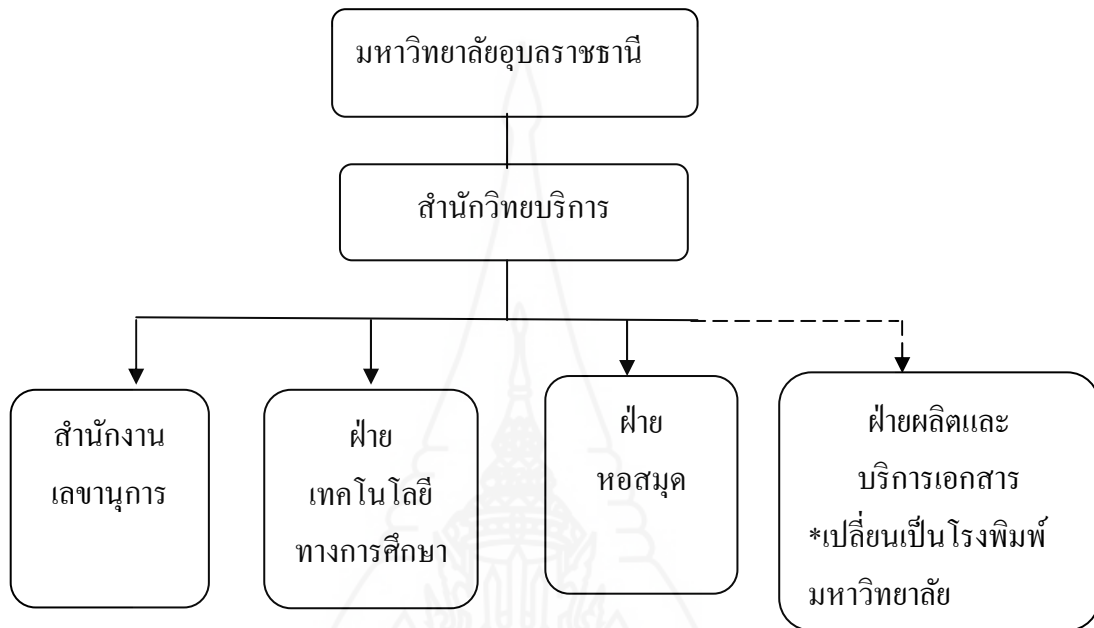 มหาวิทยาลัยอุบลราชธานี
สำนักวิทยบริการ
สำนักงาน
เลขานุการ
ฝ่าย
เทคโนโลยี
ทางการศึกษา
ฝ่าย
หอสมุด
ฝ่ายผลิตและ
บริการเอกสาร
*เปลี่ยนเป็นโรงพิมพ์
มหาวิทยาลัย